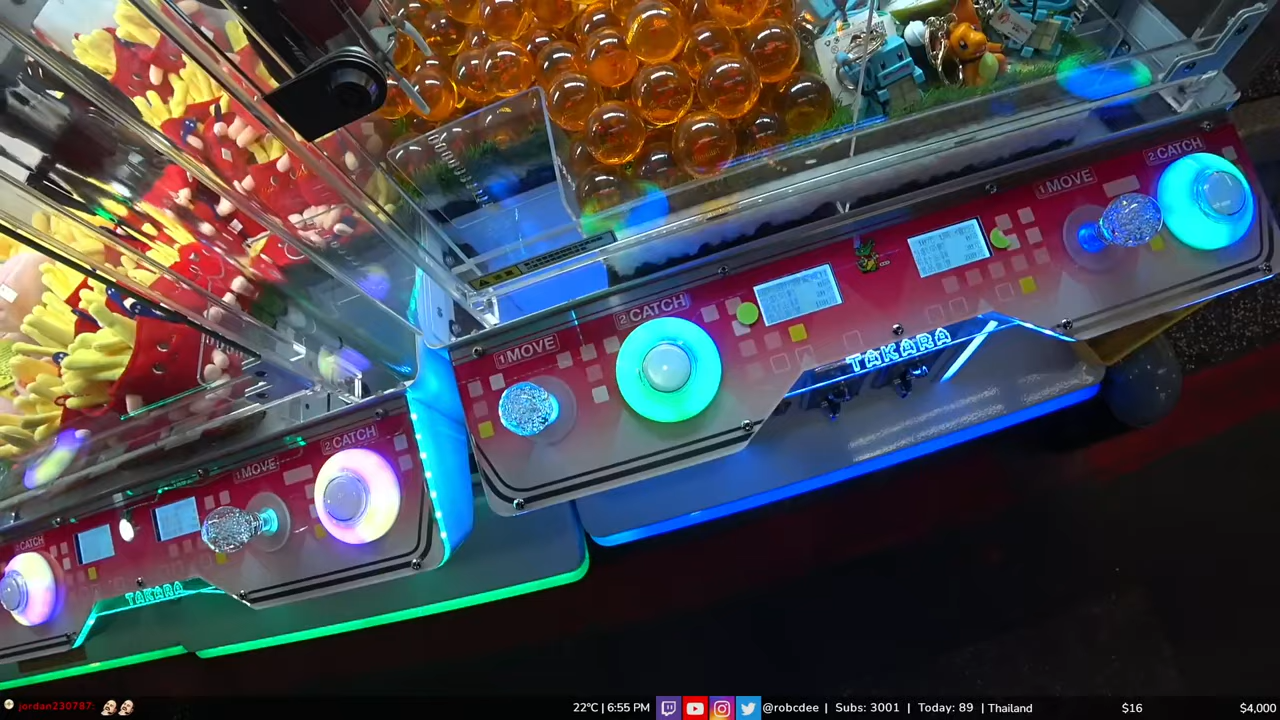 2CATCH
1MOVE
2CATCH
1MOVE
TAKARA
2CATCH
1MOVE
2CATCH
TAKARA
jordan230787:
22°C | 6:55 PM
@robcdee | Subs: 3001 | Today: 89 | Thailand
$16
$4,000